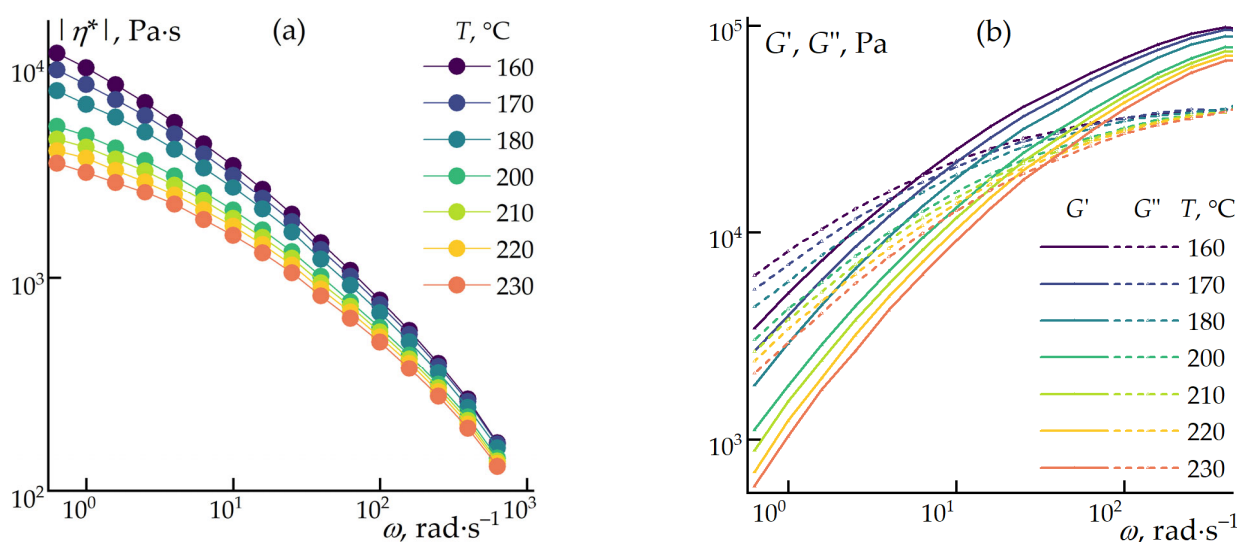 |η*|, Pa·s (a) T, °C
10⁴
160
170
180
200
210
220
230
10³
10²
10⁰ 10¹ 10² 10³
ω, rad·s⁻¹
10⁵
G', G", Pa (b)
10⁴
G' G" T, °C
160
170
180
200
210
220
230
10³
10⁰ 10¹ 10²
ω, rad·s⁻¹